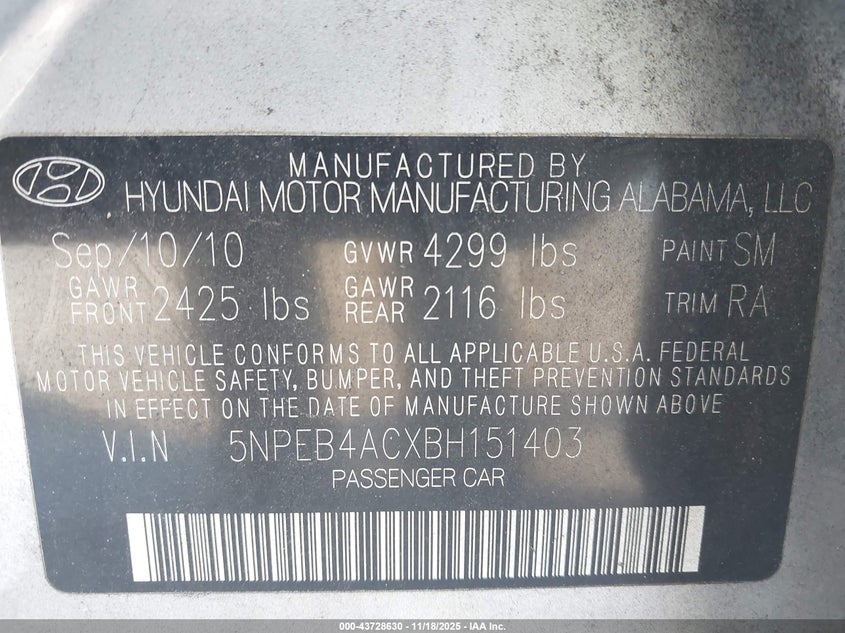 MANUFACTURED BY
HYUNDAI MOTOR MANUFACTURING ALABAMA, LLC
Sep/10/10 GVWR 4299 lbs PAINT SM
GAWR FRONT 2425 lbs GAWR REAR 2116 lbs TRIM RA
THIS VEHICLE CONFORMS TO ALL APPLICABLE U.S.A. FEDERAL
MOTOR VEHICLE SAFETY, BUMPER, AND THEFT PREVENTION STANDARDS
IN EFFECT ON THE DATE OF MANUFACTURE SHOWN ABOVE
V.I.N 5NPEB4ACXBH151403
PASSENGER CAR
000-43728630 - 11/18/2025 - IAA Inc.